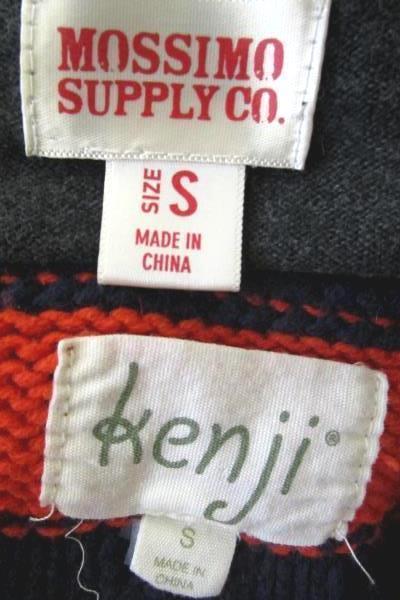 MOSSIMO
SUPPLY CO.
SIZE S
MADE IN
CHINA
kenji®
S
MADE IN
CHINA